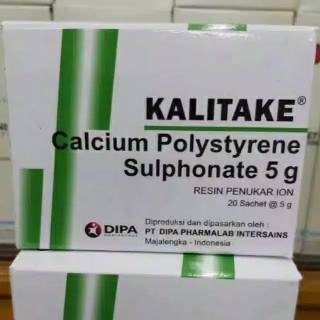 KALITAKE®
Calcium Polystyrene
Sulphonate 5 g
RESIN PENUKAR ION
20 Sachet @ 5 g
Diproduksi dan dipasarkan oleh :
DIPA
PT DIPA PHARMALAB INTERSAINS
Majalengka - Indonesia